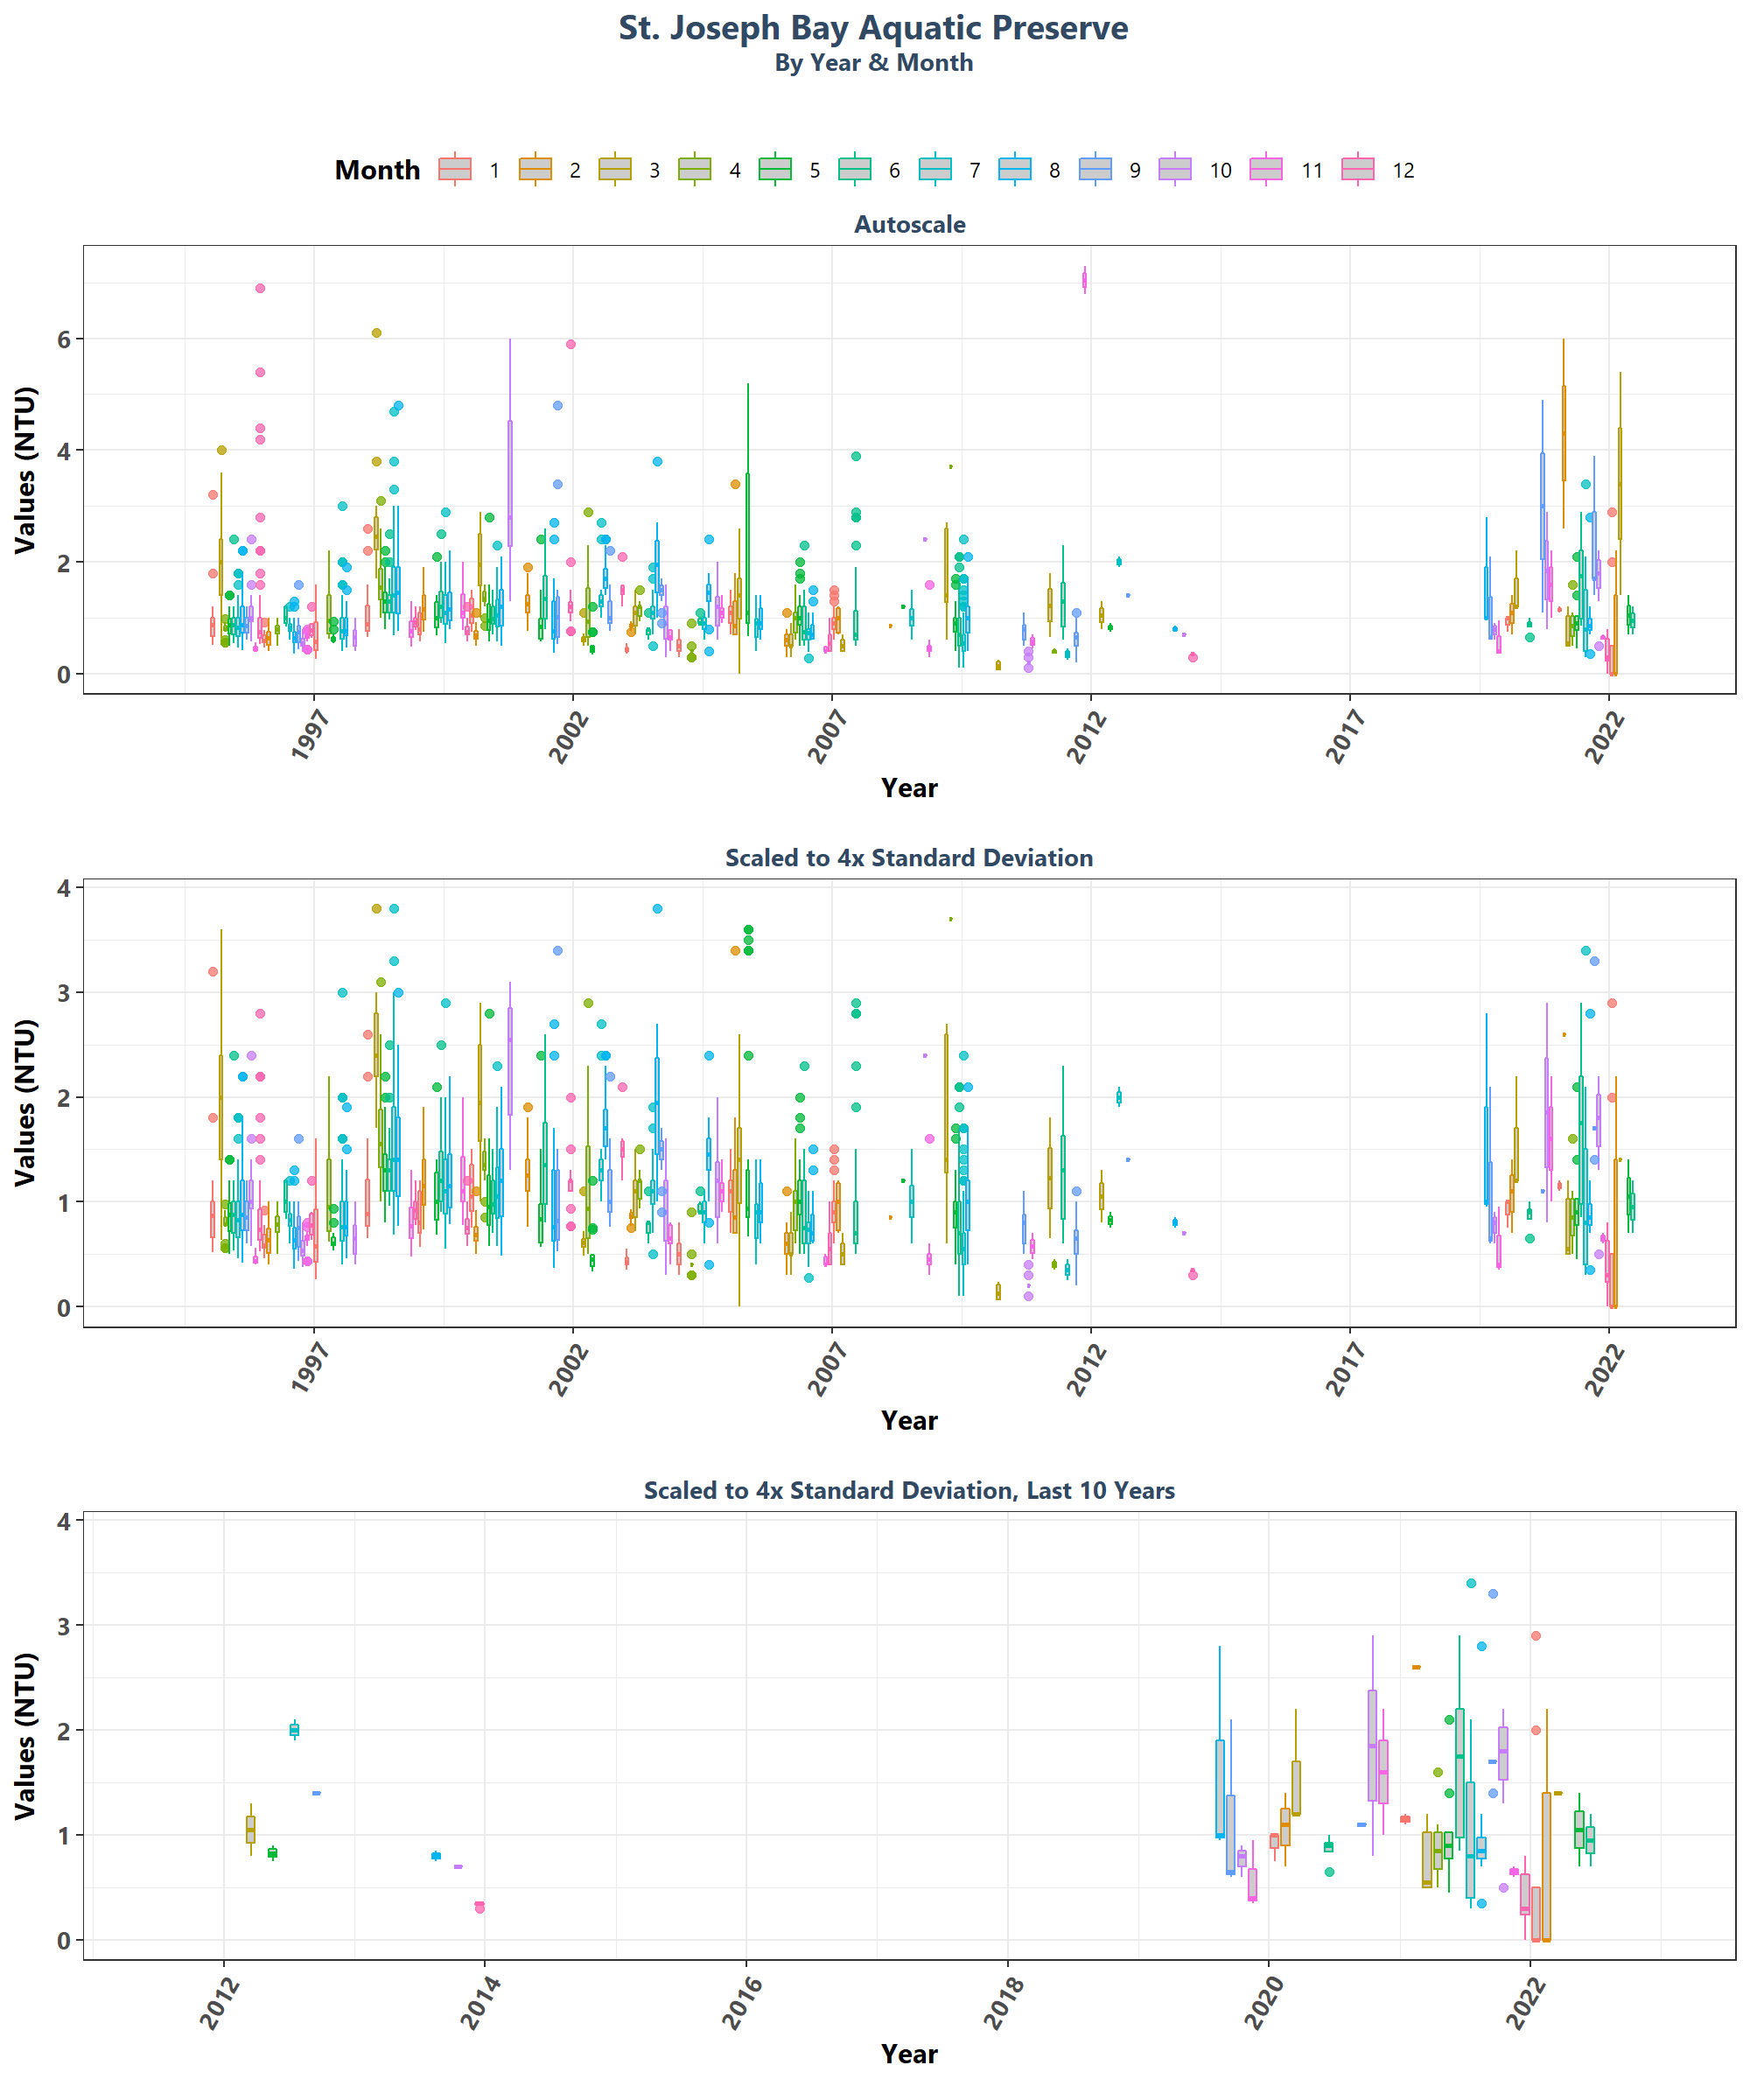 St. Joseph Bay Aquatic Preserve
By Year & Month
Month 1 2 3 4 5 6 7 8 9 10 11 12
Autoscale
Values (NTU)
6
4
2
0
1997 2002 2007 2012 2017 2022
Year
Scaled to 4x Standard Deviation
Values (NTU)
4
3
2
1
0
1997 2002 2007 2012 2017 2022
Year
Scaled to 4x Standard Deviation, Last 10 Years
Values (NTU)
4
3
2
1
0
2012 2014 2016 2018 2020 2022
Year